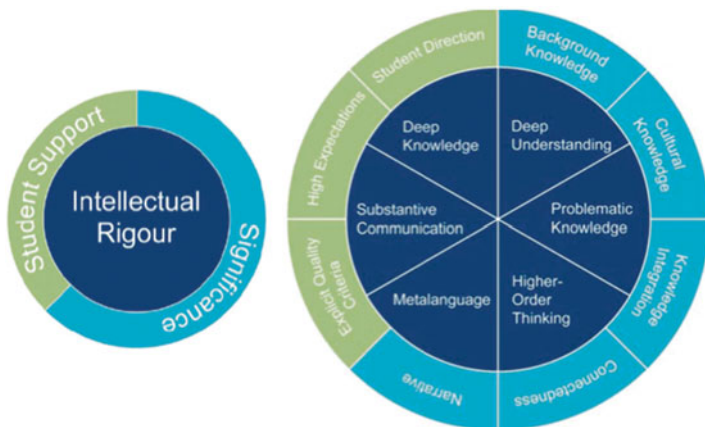 Student Support
Intellectual
Rigour
Significance
Student Direction
Background
Knowledge
Cultural
Knowledge
Knowledge
Integration
Connectedness
Narrative
Explicit Quality
Criteria
High Expectations
Deep
Knowledge
Deep
Understanding
Substantive
Communication
Problematic
Knowledge
Metalanguage
Higher-
Order
Thinking